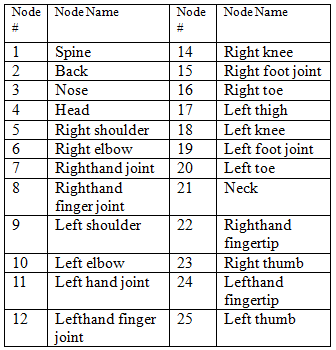 Node # Node Name Node # Node Name
1 Spine 14 Right knee
2 Back 15 Right foot joint
3 Nose 16 Right toe
4 Head 17 Left thigh
5 Right shoulder 18 Left knee
6 Right elbow 19 Left foot joint
7 Righthand joint 20 Left toe
8 Righthand finger joint 21 Neck
9 Left shoulder 22 Righthand fingertip
10 Left elbow 23 Right thumb
11 Left hand joint 24 Lefthand fingertip
12 Lefthand finger joint 25 Left thumb